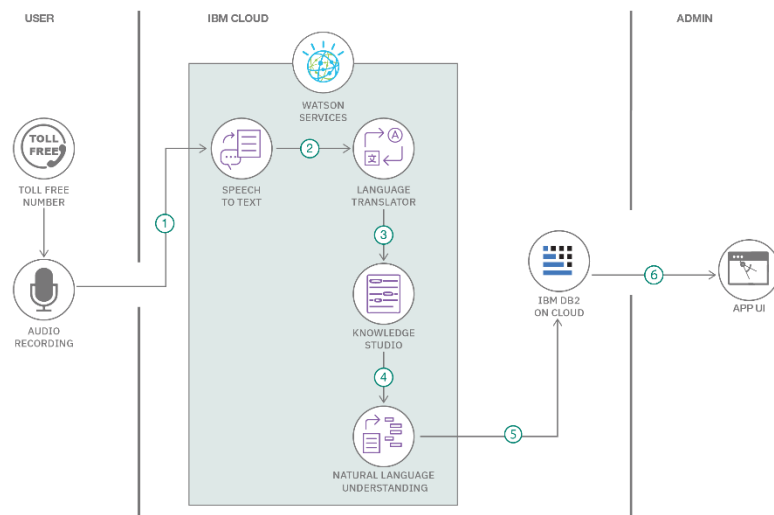 USER
IBM CLOUD
ADMIN
WATSON
SERVICES
TOLL
FREE
TOLL FREE
NUMBER
AUDIO
RECORDING
1
SPEECH
TO TEXT
2
A
文
LANGUAGE
TRANSLATOR
3
KNOWLEDGE
STUDIO
4
NATURAL LANGUAGE
UNDERSTANDING
5
IBM DB2
ON CLOUD
6
APP UI